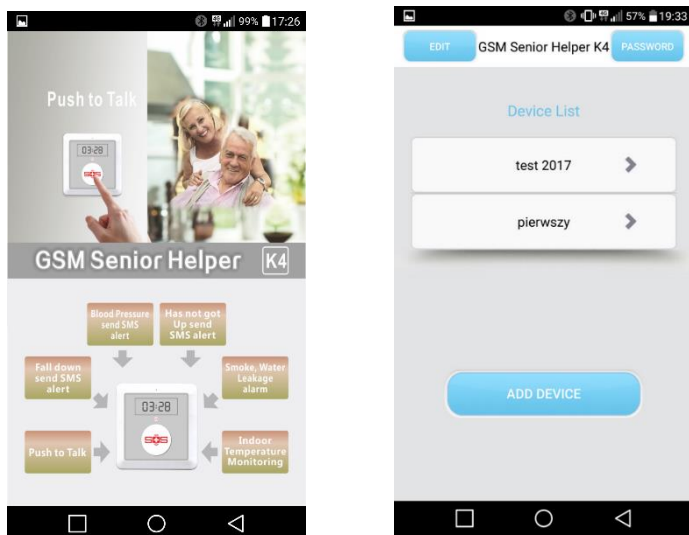 99% 17:26
Push to Talk
03:28
SOS
GSM Senior Helper K4
Blood Pressure
send SMS
alert
Has not got
Up send
SMS alert
Fall down
send SMS
alert
Smoke, Water
Leakage
alarm
03:28
SOS
Push to Talk
Indoor
Temperature
Monitoring
57% 19:33
EDIT
GSM Senior Helper K4
PASSWORD
Device List
test 2017
pierwszy
ADD DEVICE